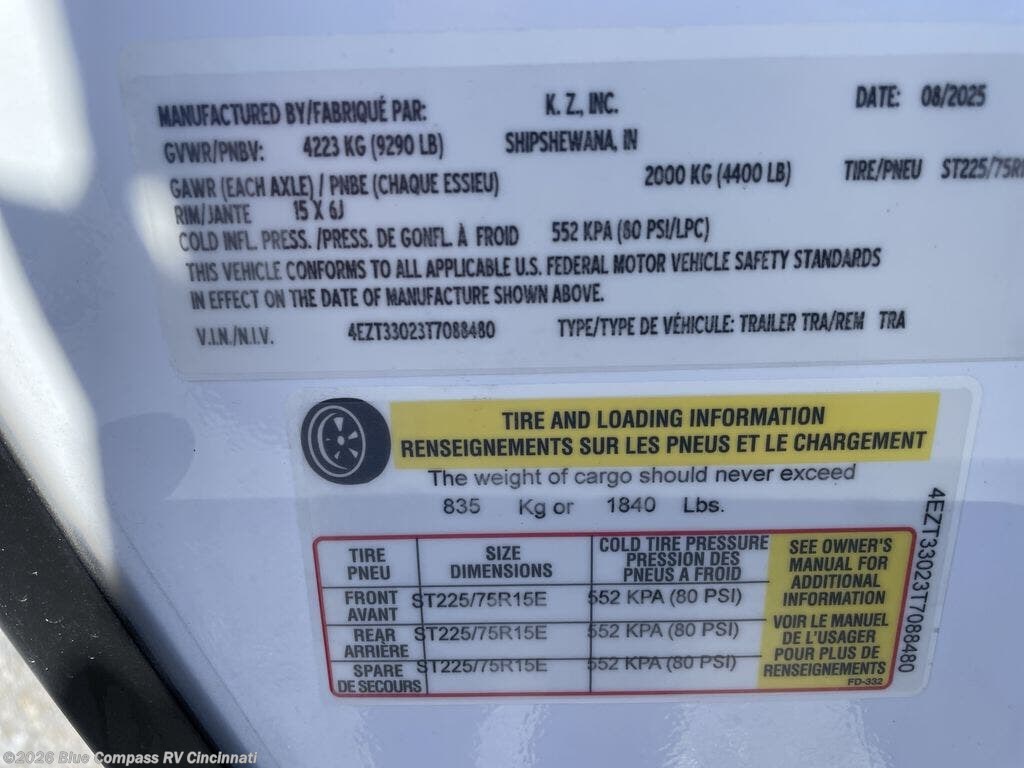 MANUFACTURED BY/FABRIQUÉ PAR: K. Z., INC. DATE: 08/2025
GVWR/PNBV: 4223 KG (9290 LB) SHIPSHEWANA, IN
GAWR (EACH AXLE) / PNBE (CHAQUE ESSIEU) 2000 KG (4400 LB) TIRE/PNEU ST225/75R
RIM/JANTE 15 X 6J
COLD INFL. PRESS. /PRESS. DE GONFL. À FROID 552 KPA (80 PSI/LPC)
THIS VEHICLE CONFORMS TO ALL APPLICABLE U.S. FEDERAL MOTOR VEHICLE SAFETY STANDARDS
IN EFFECT ON THE DATE OF MANUFACTURE SHOWN ABOVE.
V.I.N./N.I.V. 4EZT33023T7088480 TYPE/TYPE DE VÉHICULE: TRAILER TRA/REM TRA
TIRE AND LOADING INFORMATION
RENSEIGNEMENTS SUR LES PNEUS ET LE CHARGEMENT
The weight of cargo should never exceed
835 Kg or 1840 Lbs.
TIRE
PNEU
SIZE
DIMENSIONS
COLD TIRE PRESSURE
PRESSION DES
PNEUS A FROID
FRONT
AVANT
ST225/75R15E 552 KPA (80 PSI)
REAR
ARRIÈRE
ST225/75R15E 552 KPA (80 PSI)
SPARE
DE SECOURS
ST225/75R15E 552 KPA (80 PSI)
SEE OWNER'S
MANUAL FOR
ADDITIONAL
INFORMATION
VOIR LE MANUEL
DE L'USAGER
POUR PLUS DE
RENSEIGNEMENTS
FD-332
4EZT33023T7088480
©2026 Blue Compass RV Cincinnati